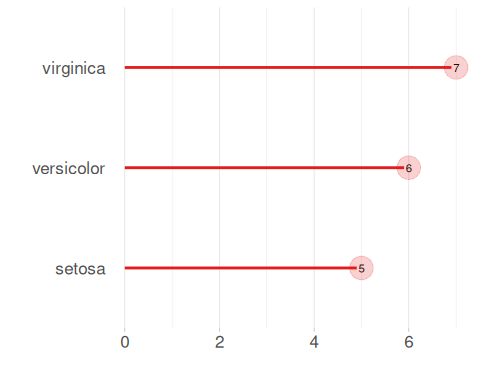 virginica 7
versicolor 6
setosa 5
0 2 4 6